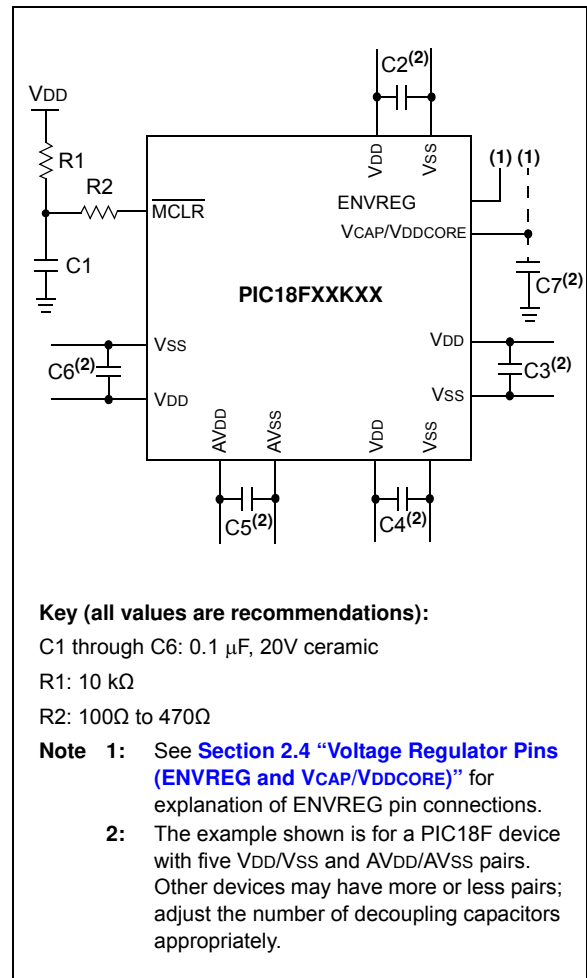 C2(2)
VDD
R1
R2
C1
MCLR
VDD
VSS
(1) (1)
ENVREG
VCAP/VDDCORE
C7(2)
PIC18FXXKXX
VSS
C6(2)
VDD
VDD
C3(2)
VSS
AVDD
AVSS
VDD
VSS
C5(2)
C4(2)
Key (all values are recommendations):
C1 through C6: 0.1 μF, 20V ceramic
R1: 10 kΩ
R2: 100Ω to 470Ω
Note 1: See Section 2.4 “Voltage Regulator Pins
(ENVREG and VCAP/VDDCORE)” for
explanation of ENVREG pin connections.
2: The example shown is for a PIC18F device
with five VDD/VSS and AVDD/AVSS pairs.
Other devices may have more or less pairs;
adjust the number of decoupling capacitors
appropriately.